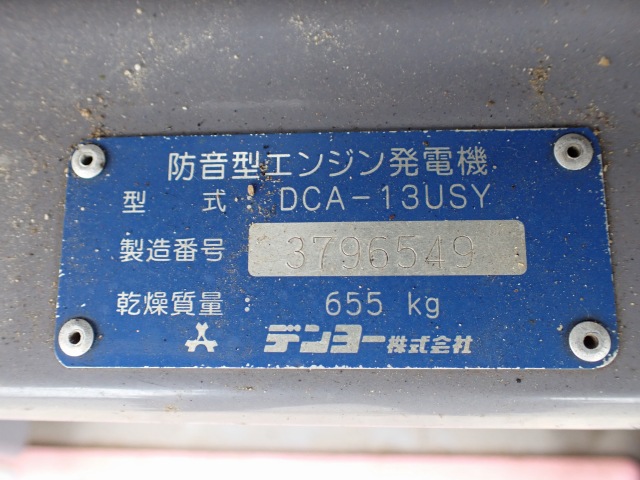 防音型エンジン発電機
型 式 : DCA-13USY
製造番号 3796549
乾燥質量 : 655 kg
デンヨー株式会社